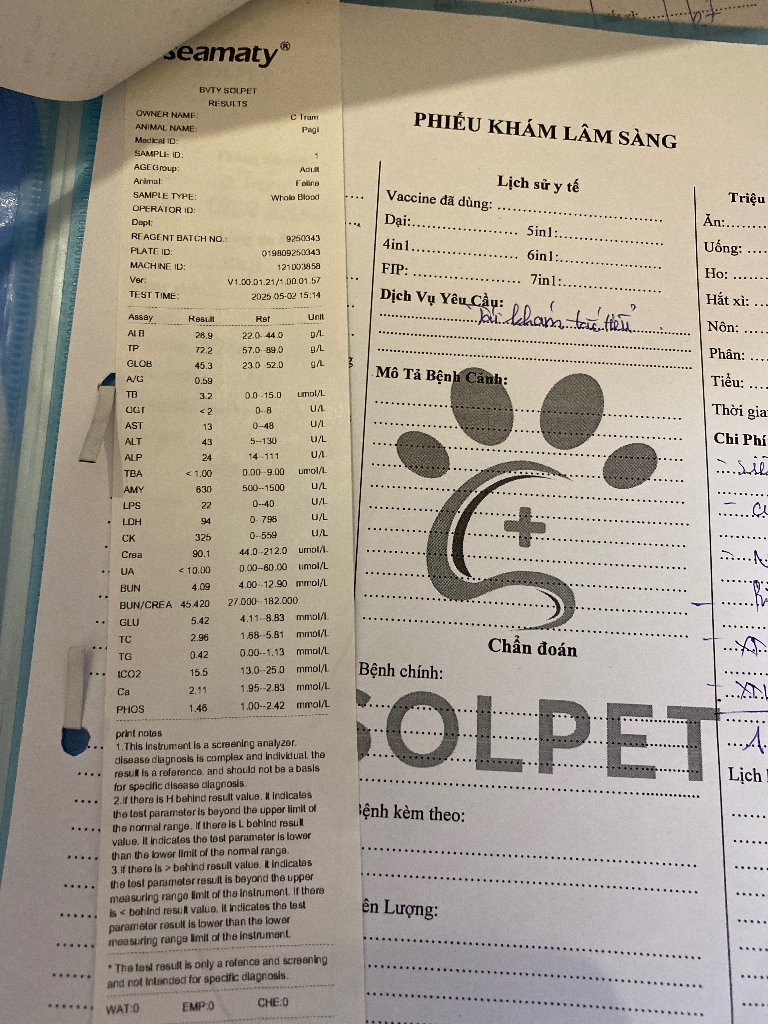 seamaty®
BVTY SOLPET
RESULTS
OWNER NAME: C Tram
ANIMAL NAME: Pagi
Medical ID:
SAMPLE ID: 1
AGEGroup: Adult
Animal: Feline
SAMPLE TYPE: Whole Blood
OPERATOR ID:
Dept:
REAGENT BATCH NO.: 9250343
PLATE ID: 019809250343
MACHINE ID: 121003858
Ver: V1.00.01.21/1.00.01.57
TEST TIME: 2025-05-02 15:14
Assay Result Ref Unit
ALB 26.9 22.0--44.0 g/L
TP 72.2 57.0--89.0 g/L
GLOB 45.3 23.0--52.0 g/L
A/G 0.59
TB 3.2 0.0--15.0 umol/L
GGT <2 0--8 U/L
AST 13 0--48 U/L
ALT 43 5--130 U/L
ALP 24 14--111 U/L
TBA <1.00 0.00--9.00 umol/L
AMY 630 500--1500 U/L
LPS 22 0--40 U/L
LDH 94 0--798 U/L
CK 325 0--559 U/L
Crea 90.1 44.0--212.0 umol/L
UA <10.00 0.00--60.00 umol/L
BUN 4.09 4.00--12.90 mmol/L
BUN/CREA 45.420 27.000--182.000
GLU 5.42 4.11--8.83 mmol/L
TC 2.96 1.68--5.81 mmol/L
TG 0.42 0.00--1.13 mmol/L
tCO2 15.5 13.0--25.0 mmol/L
Ca 2.11 1.95--2.83 mmol/L
PHOS 1.46 1.00--2.42 mmol/L
print notes
1.This instrument is a screening analyzer,
disease diagnosis is complex and individual, the
result is a reference, and should not be a basis
for specific disease diagnosis.
2.if there is H behind result value, it indicates
the test parameter is beyond the upper limit of
the normal range. If there is L behind result
value, it indicates the test parameter is lower
than the lower limit of the normal range.
3.if there is > behind result value, it indicates
the test parameter result is beyond the upper
measuring range limit of the instrument. If there
is < behind result value, it indicates the test
parameter result is lower than the lower
measuring range limit of the instrument.
* The test result is only a refence and screening
and not intended for specific diagnosis.
WAT:0 EMP:0 CHE:0
PHIẾU KHÁM LÂM SÀNG
Lịch sử y tế
Vaccine đã dùng:
Dại: 5in1:
4in1 6in1:
FIP: 7in1:
Dịch Vụ Yêu Cầu:
Tái khám tiểu
Mô Tả Bệnh Cảnh:
Chẩn đoán
Bệnh chính:
SOLPET
Bệnh kèm theo:
ên Lượng:
Triệu
Ăn:
Uống:
Ho:
Hắt xì:
Nôn:
Phân:
Tiểu:
Thời gia
Chi Phí
Lịch